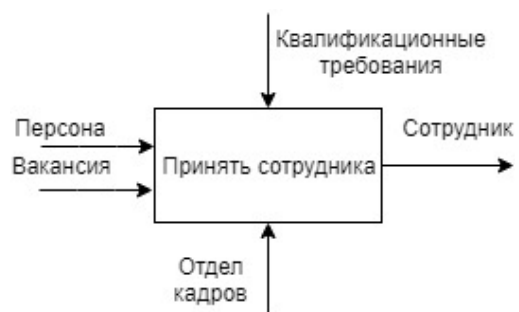 Квалификационные
требования
Персона
Вакансия
Принять сотрудника
Сотрудник
Отдел
кадров